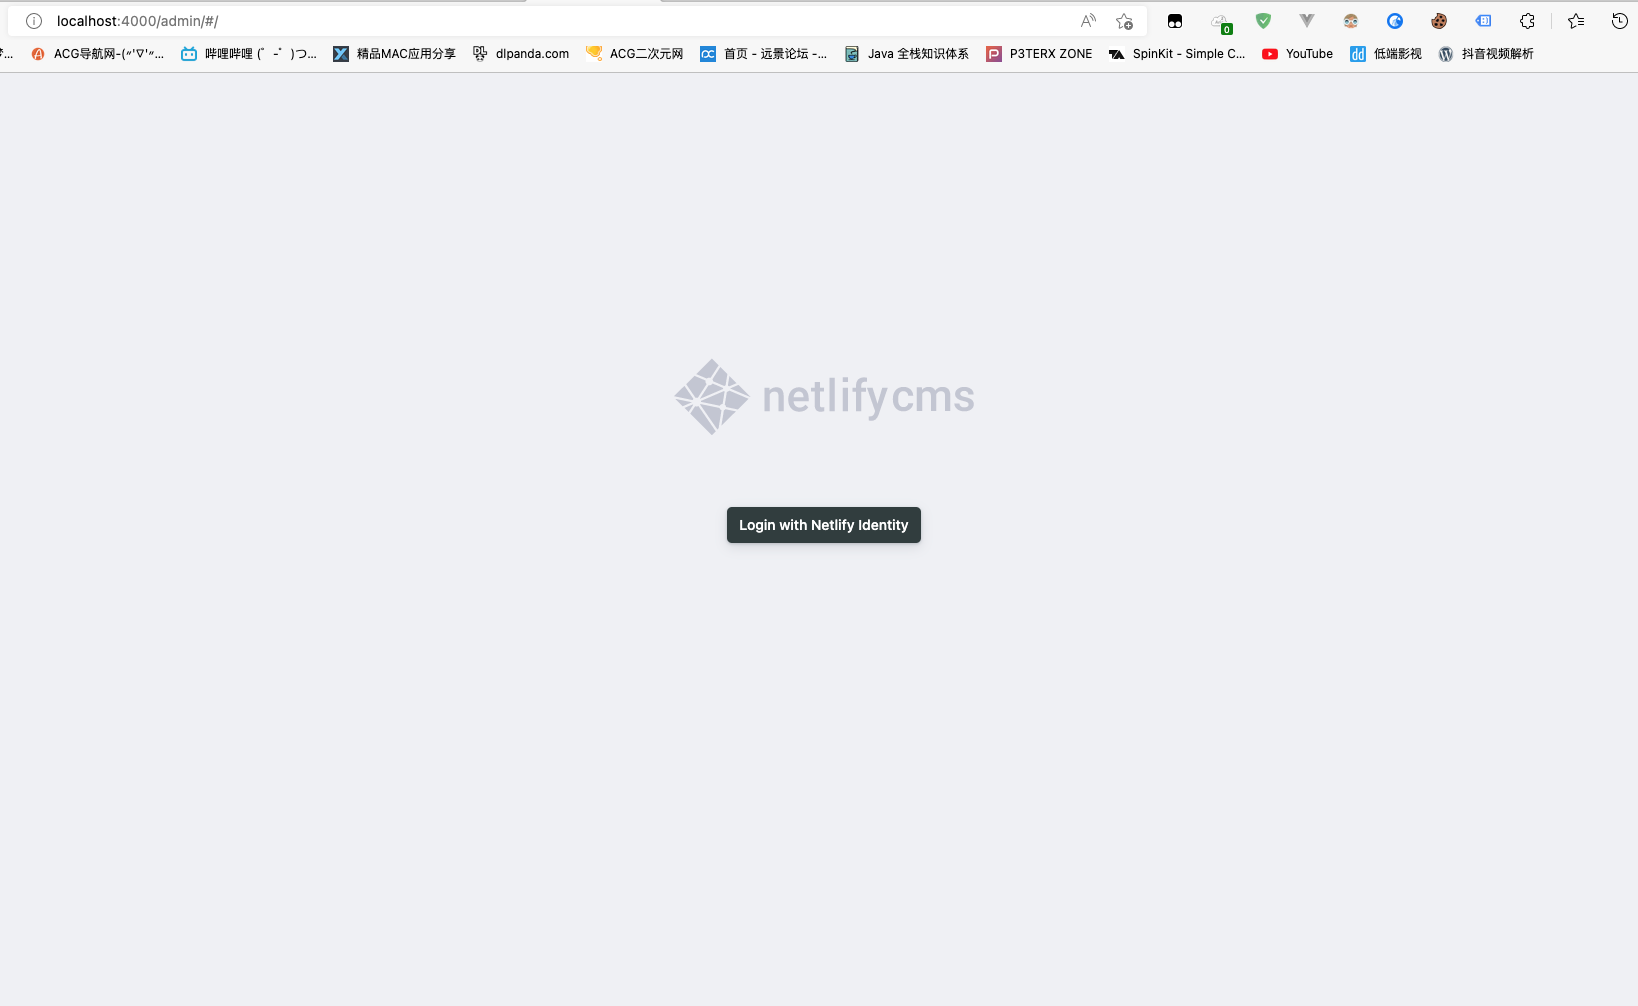 localhost:4000/admin/#/
ACG导航网-(〃'▽'〃... 哔哩哔哩 (゜-゜)つ... 精品MAC应用分享 dlpanda.com ACG二次元网 首页 - 远景论坛 -... Java 全栈知识体系 P3TERX ZONE SpinKit - Simple C... YouTube 低端影视 抖音视频解析
netlifycms
Login with Netlify Identity